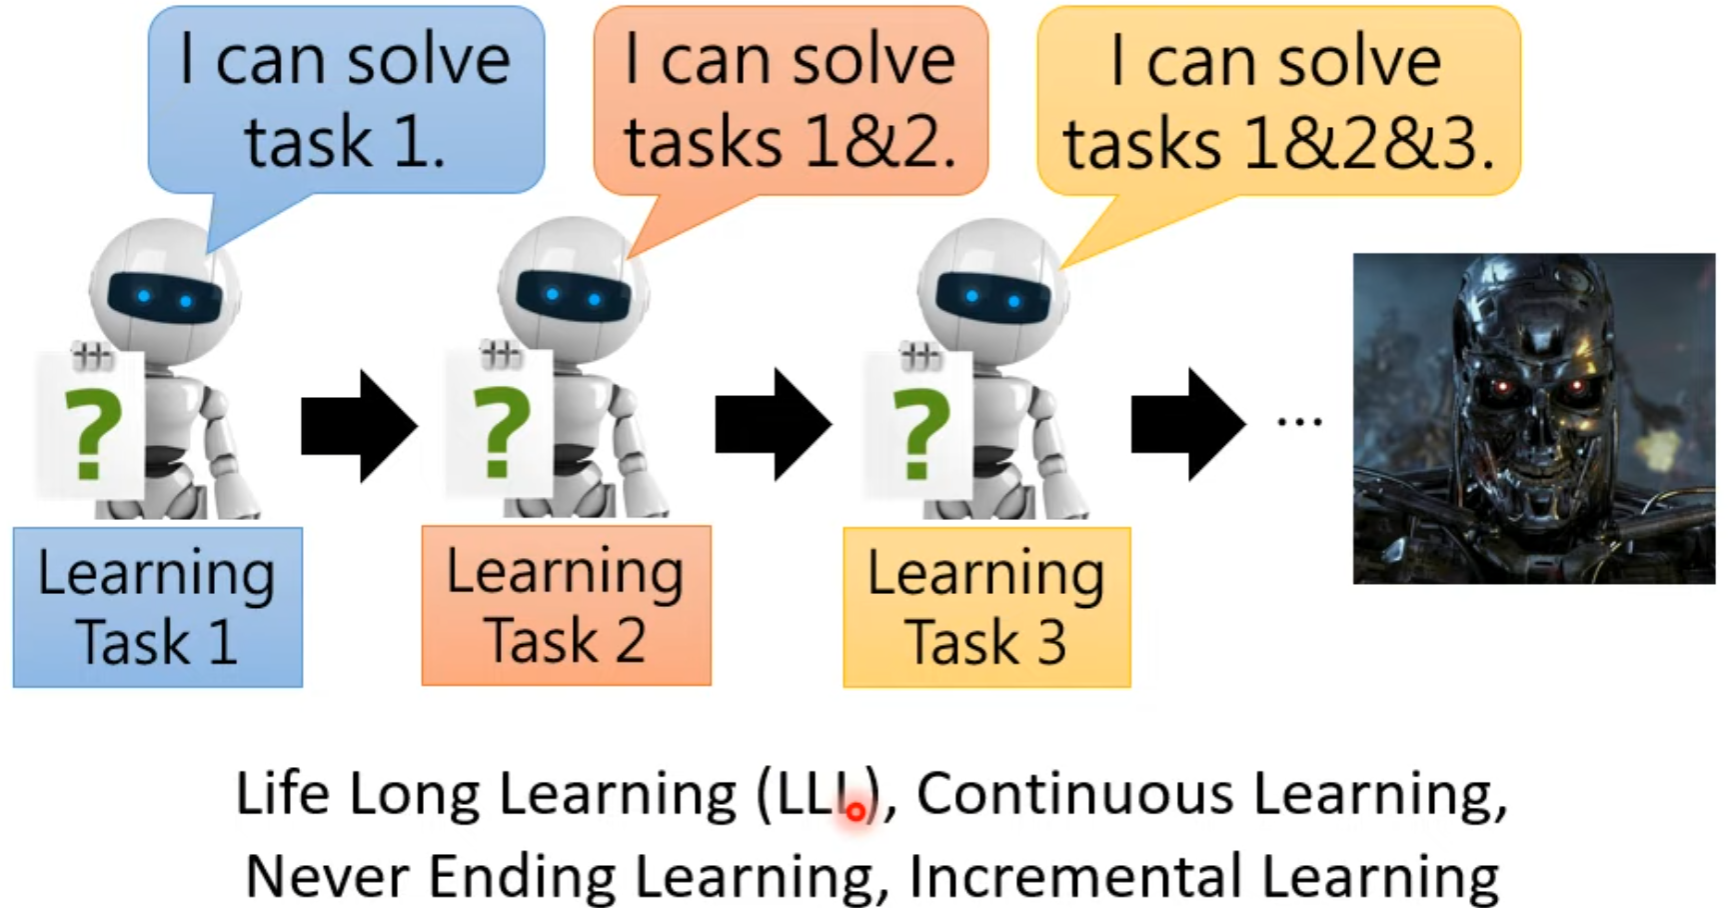 I can solve
task 1.
I can solve
tasks 1&2.
I can solve
tasks 1&2&3.
?
?
?
...
Learning
Task 1
Learning
Task 2
Learning
Task 3
Life Long Learning (LLL), Continuous Learning,
Never Ending Learning, Incremental Learning